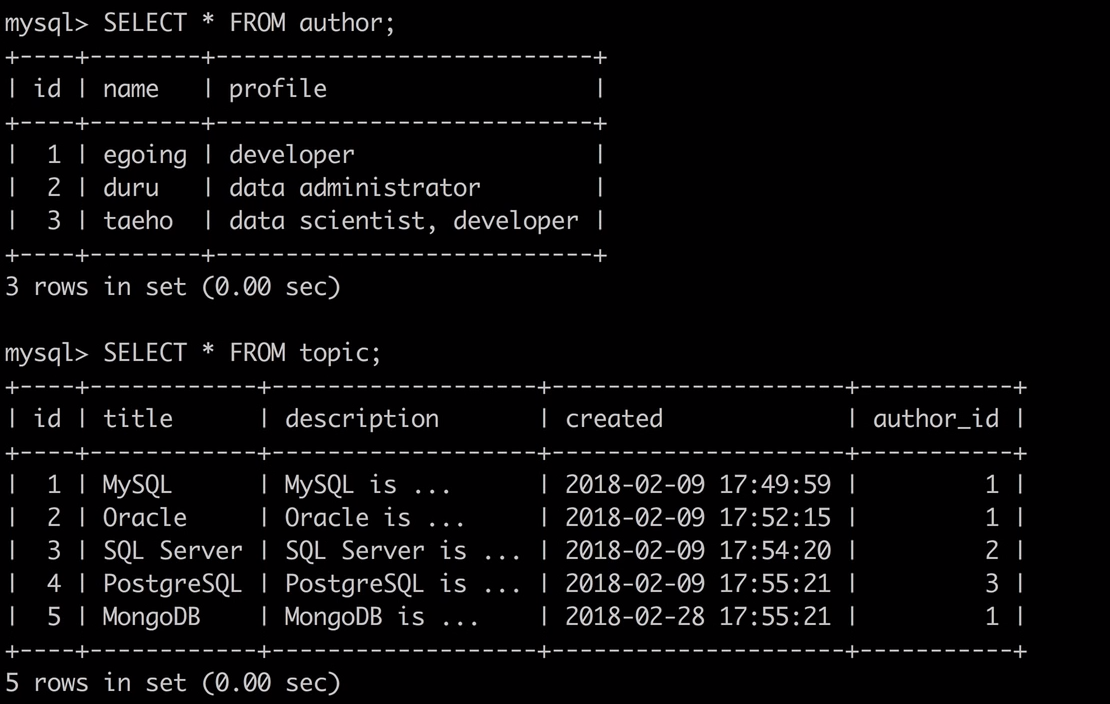 mysql> SELECT * FROM author;
+----+--------+---------------------------+
| id | name   | profile                   |
+----+--------+---------------------------+
|  1 | egoing | developer                 |
|  2 | duru   | data administrator        |
|  3 | taeho  | data scientist, developer |
+----+--------+---------------------------+
3 rows in set (0.00 sec)

mysql> SELECT * FROM topic;
+----+------------+-------------------+---------------------+-----------+
| id | title      | description       | created             | author_id |
+----+------------+-------------------+---------------------+-----------+
|  1 | MySQL      | MySQL is ...      | 2018-02-09 17:49:59 |         1 |
|  2 | Oracle     | Oracle is ...     | 2018-02-09 17:52:15 |         1 |
|  3 | SQL Server | SQL Server is ... | 2018-02-09 17:54:20 |         2 |
|  4 | PostgreSQL | PostgreSQL is ... | 2018-02-09 17:55:21 |         3 |
|  5 | MongoDB    | MongoDB is ...    | 2018-02-28 17:55:21 |         1 |
+----+------------+-------------------+---------------------+-----------+
5 rows in set (0.00 sec)